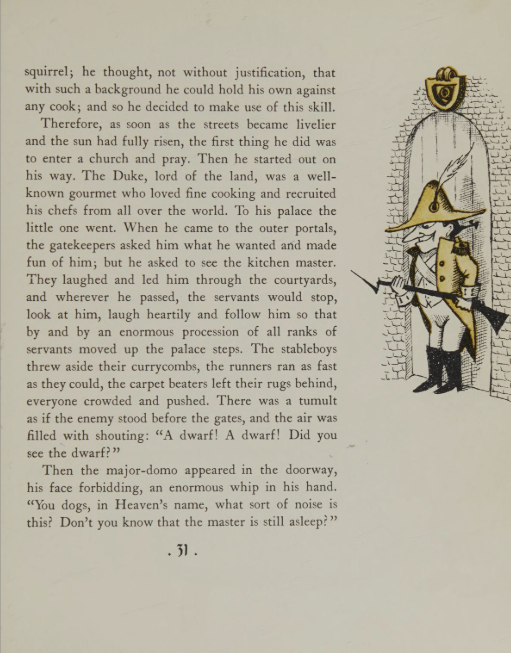 squirrel; he thought, not without justification, that
with such a background he could hold his own against
any cook; and so he decided to make use of this skill.
Therefore, as soon as the streets became livelier
and the sun had fully risen, the first thing he did was
to enter a church and pray. Then he started out on
his way. The Duke, lord of the land, was a well-
known gourmet who loved fine cooking and recruited
his chefs from all over the world. To his palace the
little one went. When he came to the outer portals,
the gatekeepers asked him what he wanted and made
fun of him; but he asked to see the kitchen master.
They laughed and led him through the courtyards,
and wherever he passed, the servants would stop,
look at him, laugh heartily and follow him so that
by and by an enormous procession of all ranks of
servants moved up the palace steps. The stableboys
threw aside their currycombs, the runners ran as fast
as they could, the carpet beaters left their rugs behind,
everyone crowded and pushed. There was a tumult
as if the enemy stood before the gates, and the air was
filled with shouting: “A dwarf! A dwarf! Did you
see the dwarf?”
Then the major-domo appeared in the doorway,
his face forbidding, an enormous whip in his hand.
“You dogs, in Heaven’s name, what sort of noise is
this? Don’t you know that the master is still asleep?”
. 31 .